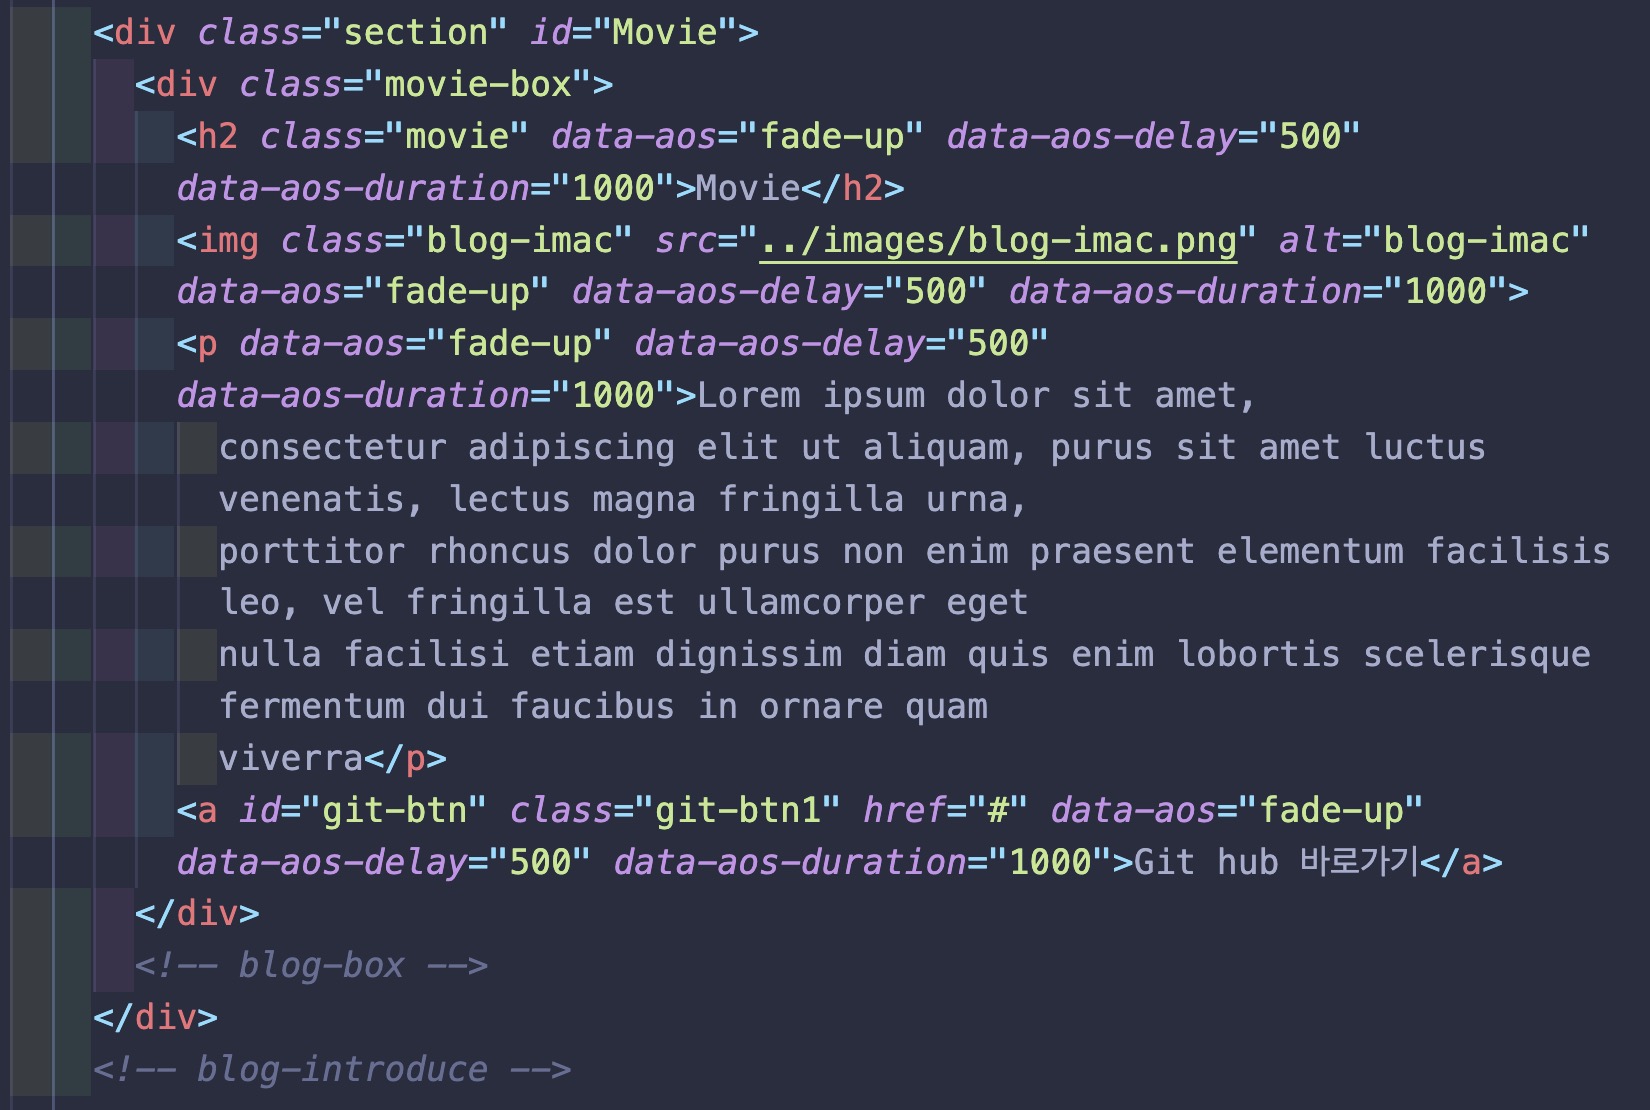 <div class="section" id="Movie">
<div class="movie-box">
<h2 class="movie" data-aos="fade-up" data-aos-delay="500"
data-aos-duration="1000">Movie</h2>
<img class="blog-imac" src="../images/blog-imac.png" alt="blog-imac"
data-aos="fade-up" data-aos-delay="500" data-aos-duration="1000">
<p data-aos="fade-up" data-aos-delay="500"
data-aos-duration="1000">Lorem ipsum dolor sit amet,
consectetur adipiscing elit ut aliquam, purus sit amet luctus
venenatis, lectus magna fringilla urna,
porttitor rhoncus dolor purus non enim praesent elementum facilisis
leo, vel fringilla est ullamcorper eget
nulla facilisi etiam dignissim diam quis enim lobortis scelerisque
fermentum dui faucibus in ornare quam
viverra</p>
<a id="git-btn" class="git-btn1" href="#" data-aos="fade-up"
data-aos-delay="500" data-aos-duration="1000">Git hub 바로가기</a>
</div>
<!-- blog-box -->
</div>
<!-- blog-introduce -->